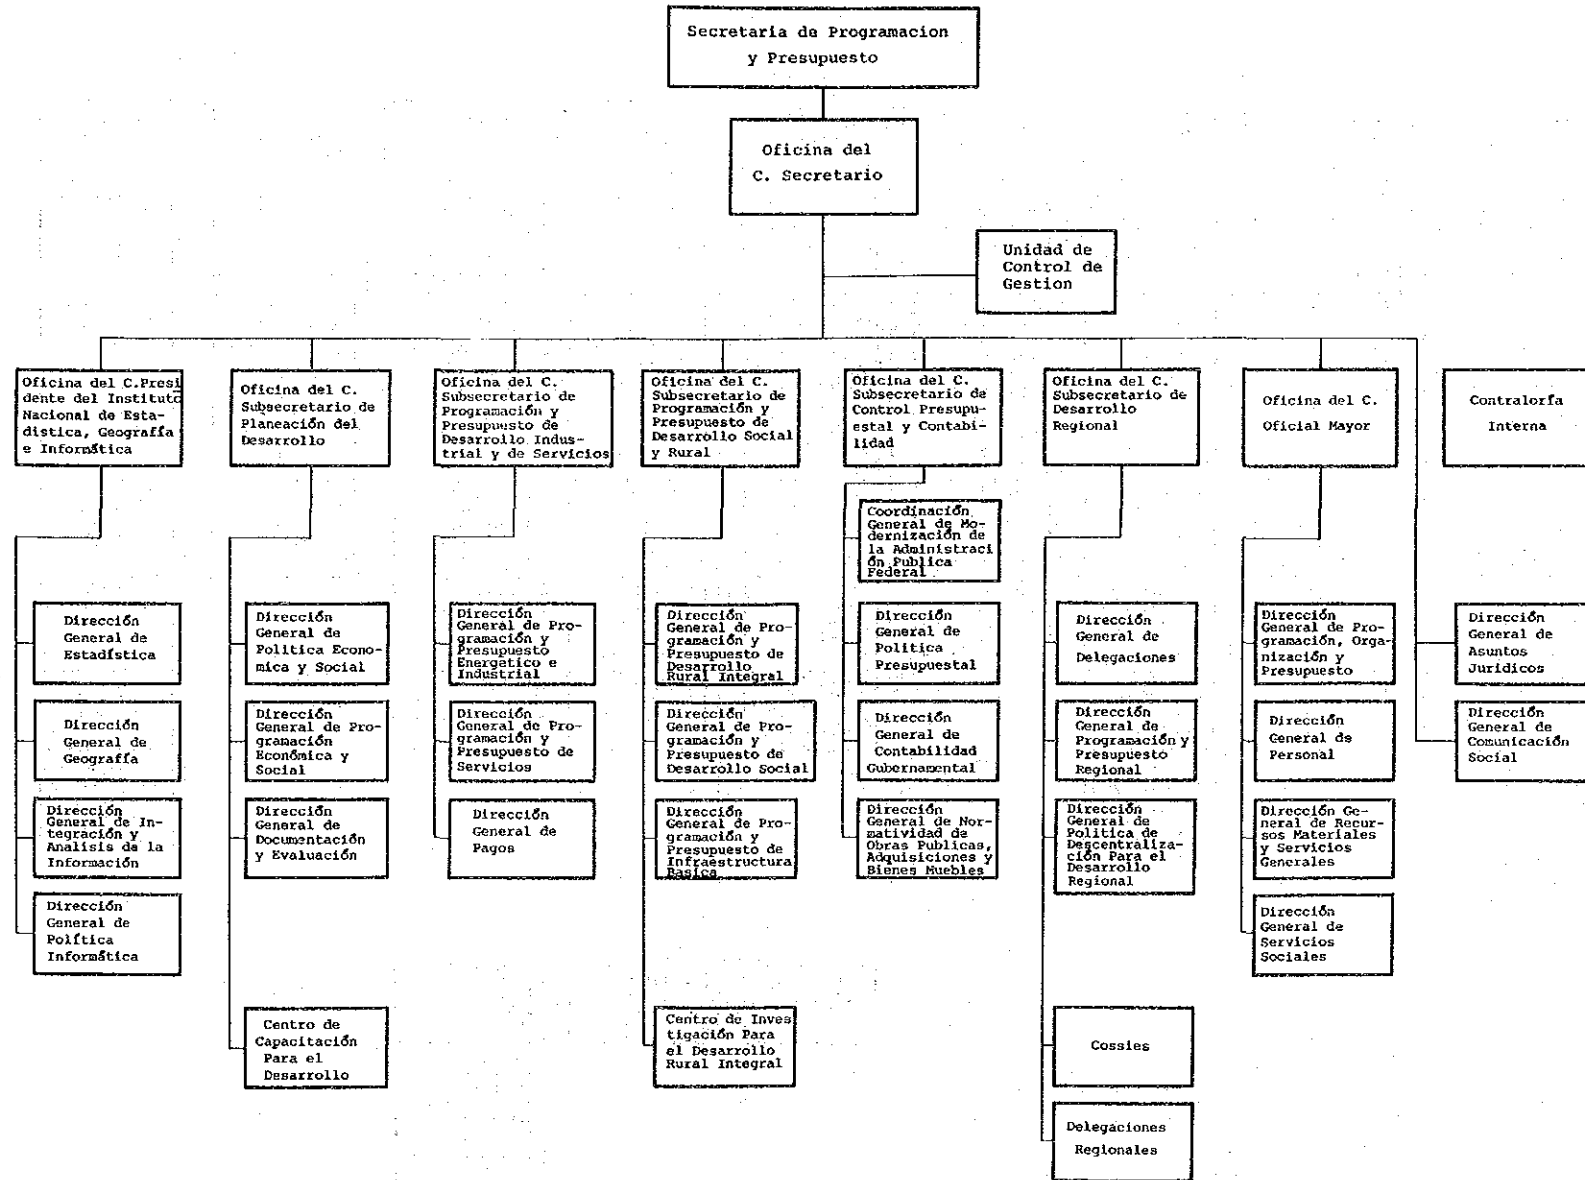 Secretaria de Programacion
y Presupuesto
Oficina del
C. Secretario
Unidad de
Control de
Gestion
Oficina del C.Presi
dente del Instituto
Nacional de Esta-
distica, Geografía
e Informática
Oficina del C.
Subsecretario de
Planeación del
Desarrollo
Oficina del C.
Subsecretario de
Programación y
Presupuesto de
Desarrollo Indus-
trial y de Servicios
Oficina del C.
Subsecretario de
Programación y
Presupuesto de
Desarrollo Social
y Rural
Oficina del C.
Subsecretario de
Control Presupu-
estal y Contabi-
lidad
Oficina del C.
Subsecretario de
Desarrollo
Regional
Oficina del C.
Oficial Mayor
Contraloría
Interna
Dirección
General de
Estadística
Dirección
General de
Geografía
Dirección
General de In-
tegración y
Analisis de la
Información
Dirección
General de
Política
Informática
Dirección
General de
Politica Econo-
mica y Social
Dirección
General de Pro-
gramación
Económica y
Social
Dirección
General de
Documentación
y Evaluación
Centro de
Capacitación
Para el
Desarrollo
Dirección
General de Pro-
gramación y
Presupuesto
Energetico e
Industrial
Dirección
General de Pro-
gramación y
Presupuesto de
Servicios
Dirección
General de
Pagos
Dirección
General de Pro-
gramación y
Presupuesto de
Desarrollo
Rural Integral
Dirección
General de Pro-
gramación y
Presupuesto de
Desarrollo Social
Dirección
General de Pro-
gramación y
Presupuesto de
Infraestructura
Basica
Centro de Inves
tigación Para
el Desarrollo
Rural Integral
Coordinación
General de Mo-
dernización de
la Administraci
ón Publica
Federal
Dirección
General de
Politica
Presupuestal
Dirección
General de
Contabilidad
Gubernamental
Dirección
General de Nor-
matividad de
Obras Publicas,
Adquisiciones y
Bienes Muebles
Dirección
General de
Delegaciones
Dirección
General de
Programación y
Presupuesto
Regional
Dirección
General de
Politica de
Descentraliza-
ción Para el
Desarrollo
Regional
Cossies
Delegaciones
Regionales
Dirección
General de Pro-
gramación, Orga-
nización y
Presupuesto
Dirección
General de
Personal
Dirección Ge-
neral de Recur-
sos Materiales
y Servicios
Generales
Dirección
General de
Servicios
Sociales
Dirección
General de
Asuntos
Juridicos
Dirección
General de
Comunicación
Social